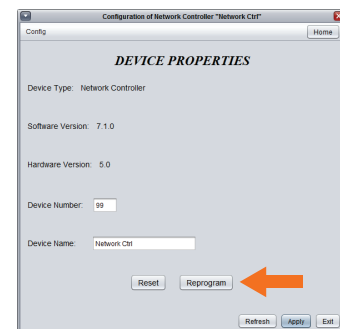 Configuration of Network Controller "Network Ctrl"
Config Home
DEVICE PROPERTIES
Device Type: Network Controller
Software Version: 7.1.0
Hardware Version: 5.0
Device Number: 99
Device Name: Network Ctrl
Reset Reprogram
Refresh Apply Exit